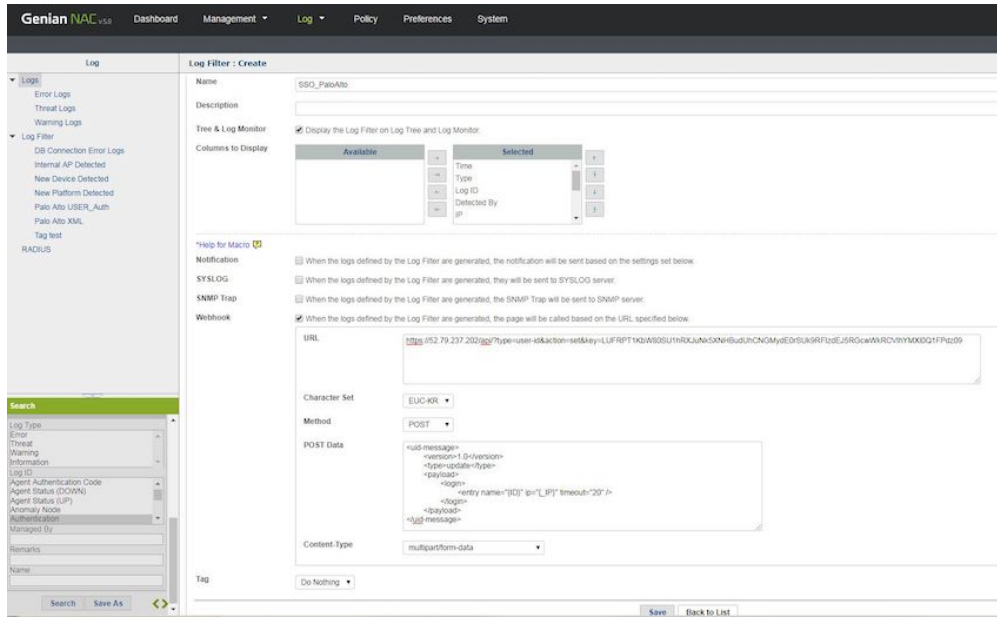 Genian NAC v5.0 Dashboard Management Log Policy Preferences System
Log
Logs
Error Logs
Threat Logs
Warning Logs
Log Filter
DB Connection Error Logs
Internal AP Detected
New Device Detected
New Platform Detected
Palo Alto USER_Auth
Palo Alto XML
Tag test
RADIUS
Search
Log Type
Error
Threat
Warning
Information
Log ID
Agent Authentication Code
Agent Status (DOWN)
Agent Status (UP)
Anomaly Node
Authentication
Managed By
Remarks
Name
Search Save As
Log Filter : Create
Name SSO_PaloAlto
Description
Tree & Log Monitor Display the Log Filter on Log Tree and Log Monitor.
Columns to Display Available Selected
Time
Type
Log ID
Detected By
IP
*Help for Macro
Notification When the logs defined by the Log Filter are generated, the notification will be sent based on the settings set below.
SYSLOG When the logs defined by the Log Filter are generated, they will be sent to SYSLOG server.
SNMP Trap When the logs defined by the Log Filter are generated, the SNMP Trap will be sent to SNMP server.
Webhook When the logs defined by the Log Filter are generated, the page will be called based on the URL specified below.
URL
Character Set EUC-KR
Method POST
POST Data <uid-message>
<version>1.0</version>
<type>update</type>
<payload>
<login>
<entry name="{ID}" ip="{_IP}" timeout="20" />
</login>
</payload>
</uid-message>
Content-Type multipart/form-data
Tag Do Nothing
Save Back to List